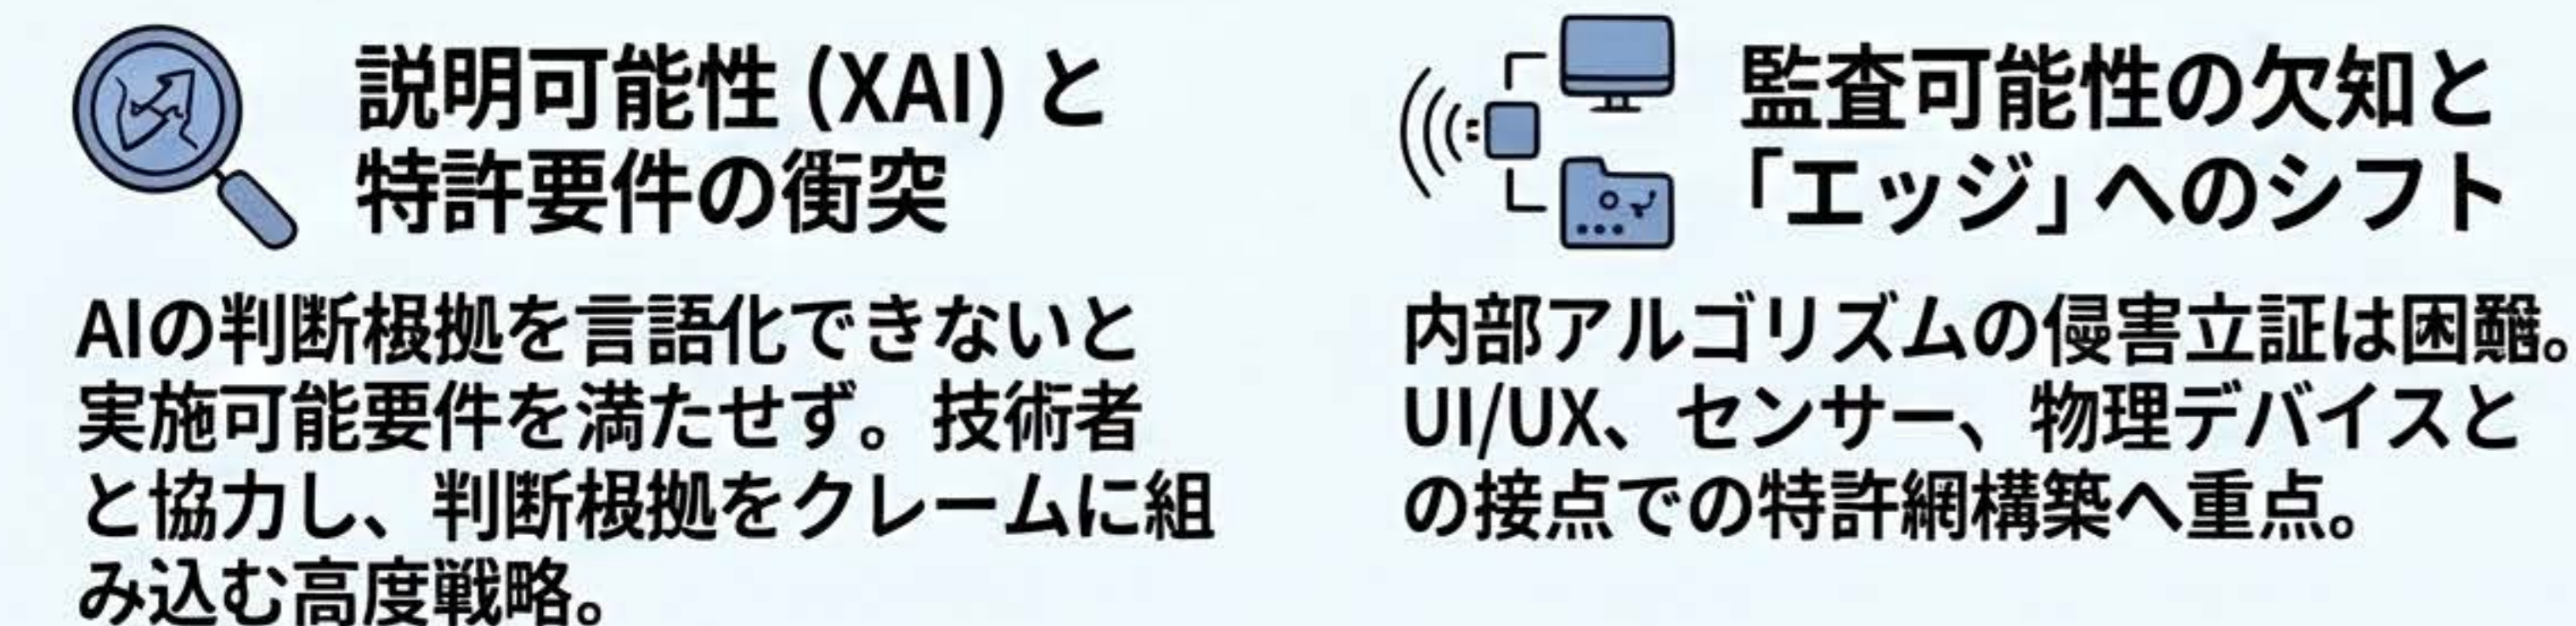 説明可能性 (XAI) と
特許要件の衝突
AIの判断根拠を言語化できないと
実施可能要件を満たせず。技術者
と協力し、判断根拠をクレームに組
み込む高度戦略。
監査可能性の欠知と
「エッジ」へのシフト
内部アルゴリズムの侵害立証は困難。
UI/UX、センサー、物理デバイスと
の接点での特許網構築へ重点。